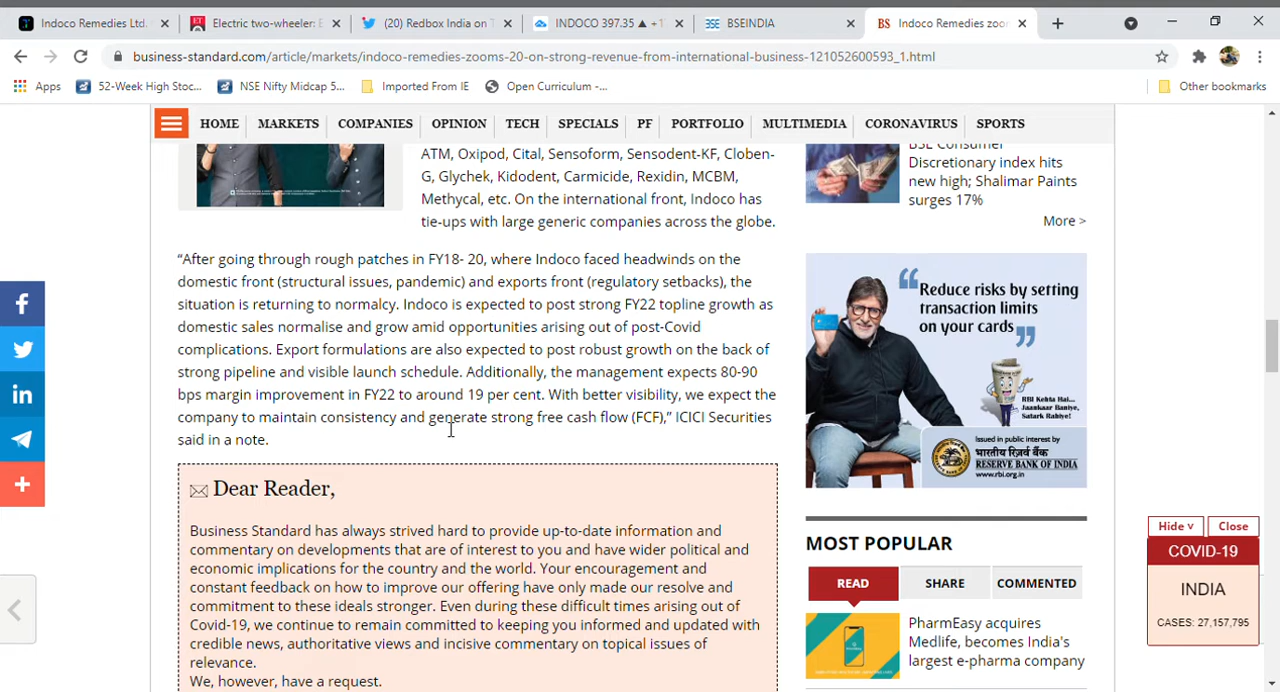 Indoco Remedies Ltd.
Electric two-wheeler: E
(20) Redbox India on T
INDOCO 397.35 ▲ +1
BSEINDIA
BS Indoco Remedies zoo
business-standard.com/article/markets/indoco-remedies-zooms-20-on-strong-revenue-from-international-business-121052600593_1.html
Apps
52-Week High Stoc...
NSE Nifty Midcap 5...
Imported From IE
Open Curriculum -...
Other bookmarks
HOME
MARKETS
COMPANIES
OPINION
TECH
SPECIALS
PF
PORTFOLIO
MULTIMEDIA
CORONAVIRUS
SPORTS
ATM, Oxipod, Cital, Sensoform, Sensodent-KF, Cloben-
G, Glychek, Kidodent, Carmicide, Rexidin, MCBM,
Methycal, etc. On the international front, Indoco has
tie-ups with large generic companies across the globe.
“After going through rough patches in FY18- 20, where Indoco faced headwinds on the
domestic front (structural issues, pandemic) and exports front (regulatory setbacks), the
situation is returning to normalcy. Indoco is expected to post strong FY22 topline growth as
domestic sales normalise and grow amid opportunities arising out of post-Covid
complications. Export formulations are also expected to post robust growth on the back of
strong pipeline and visible launch schedule. Additionally, the management expects 80-90
bps margin improvement in FY22 to around 19 per cent. With better visibility, we expect the
company to maintain consistency and generate strong free cash flow (FCF),” ICICI Securities
said in a note.
Dear Reader,
Business Standard has always strived hard to provide up-to-date information and
commentary on developments that are of interest to you and have wider political and
economic implications for the country and the world. Your encouragement and
constant feedback on how to improve our offering have only made our resolve and
commitment to these ideals stronger. Even during these difficult times arising out of
Covid-19, we continue to remain committed to keeping you informed and updated with
credible news, authoritative views and incisive commentary on topical issues of
relevance.
We, however, have a request.
BSE Consumer
Discretionary index hits
new high; Shalimar Paints
surges 17%
More >
“Reduce risks by setting
transaction limits
on your cards”
RBI Kehta Hai...
Jaankaar Baniye,
Satark Rahiye!
Issued in public interest by
भारतीय रिज़र्व बैंक
RESERVE BANK OF INDIA
www.rbi.org.in
MOST POPULAR
READ
SHARE
COMMENTED
PharmEasy acquires
Medlife, becomes India's
largest e-pharma company
Hide v
Close
COVID-19
INDIA
CASES: 27,157,795